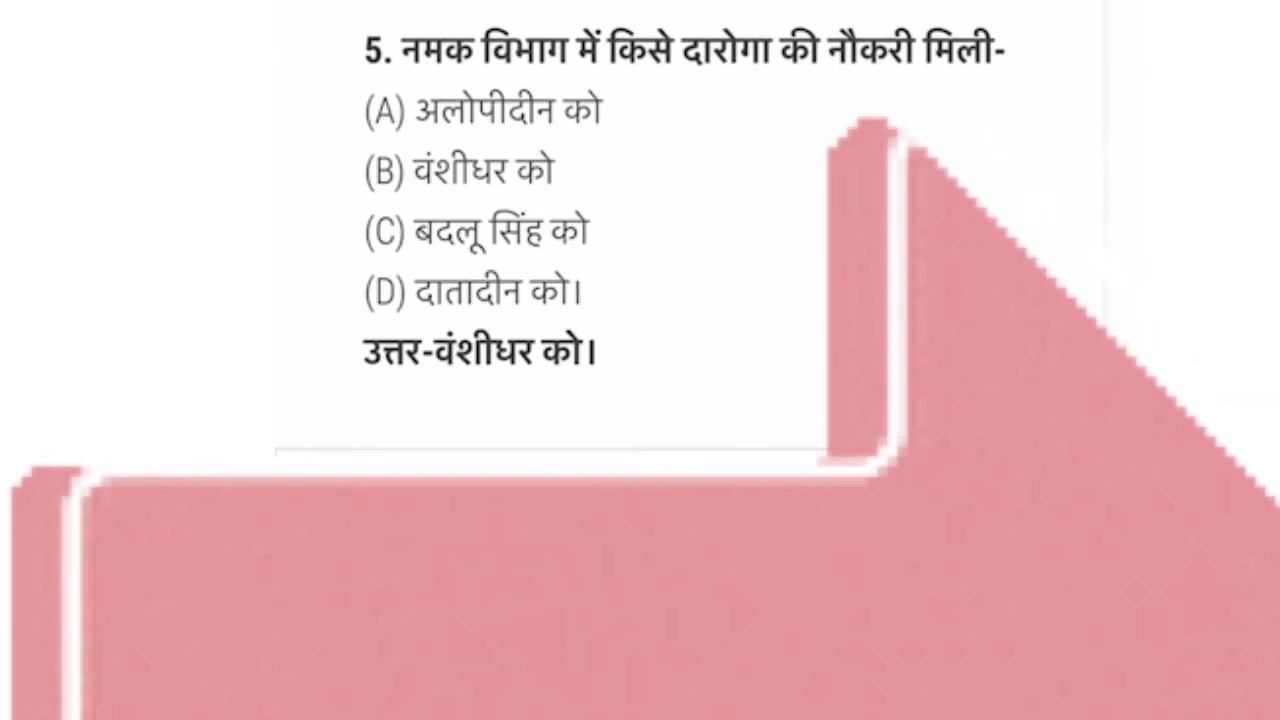 5. नमक विभाग में किसे दारोगा की नौकरी मिली-
(A) अलोपीदीन को
(B) वंशीधर को
(C) बदलू सिंह को
(D) दातादीन को।
उत्तर-वंशीधर को।